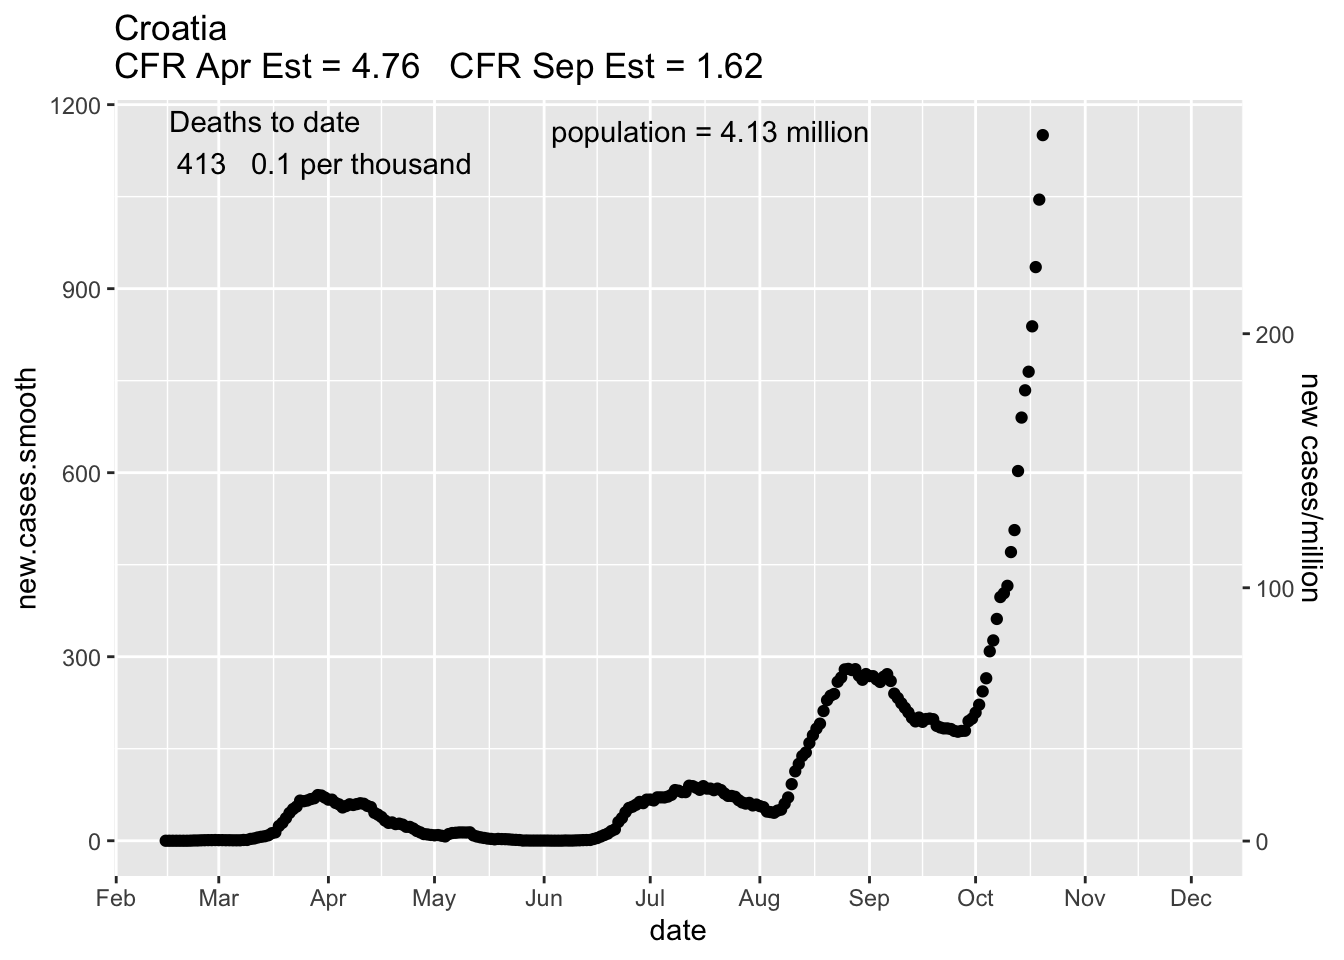 Croatia
CFR Apr Est = 4.76   CFR Sep Est = 1.62
Deaths to date
413   0.1 per thousand
population = 4.13 million
1200
900
600
300
0
new.cases.smooth
200
100
0
new cases/million
Feb Mar Apr May Jun Jul Aug Sep Oct Nov Dec
date